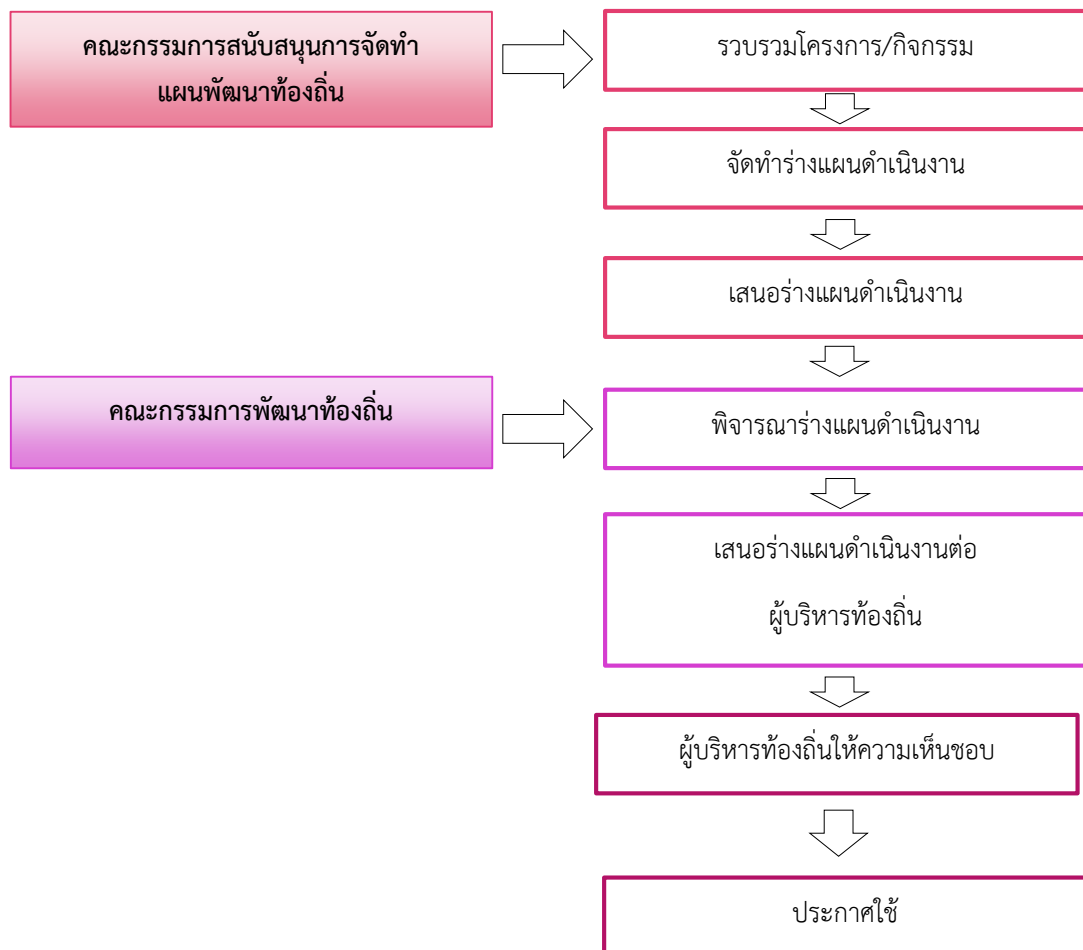 คณะกรรมการสนับสนุนการจัดทำ
แผนพัฒนาท้องถิ่น
รวบรวมโครงการ/กิจกรรม
จัดทำร่างแผนดำเนินงาน
เสนอร่างแผนดำเนินงาน
คณะกรรมการพัฒนาท้องถิ่น
พิจารณาร่างแผนดำเนินงาน
เสนอร่างแผนดำเนินงานต่อ
ผู้บริหารท้องถิ่น
ผู้บริหารท้องถิ่นให้ความเห็นชอบ
ประกาศใช้